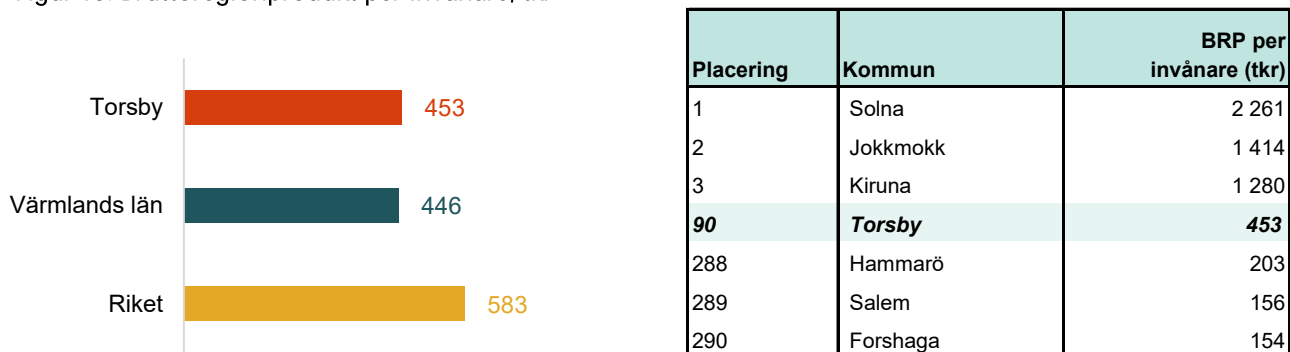 Torsby 453
Värmlands län 446
Riket 583
Placering Kommun BRP per invånare (tkr)
1 Solna 2 261
2 Jokkmokk 1 414
3 Kiruna 1 280
90 Torsby 453
288 Hammarö 203
289 Salem 156
290 Forshaga 154